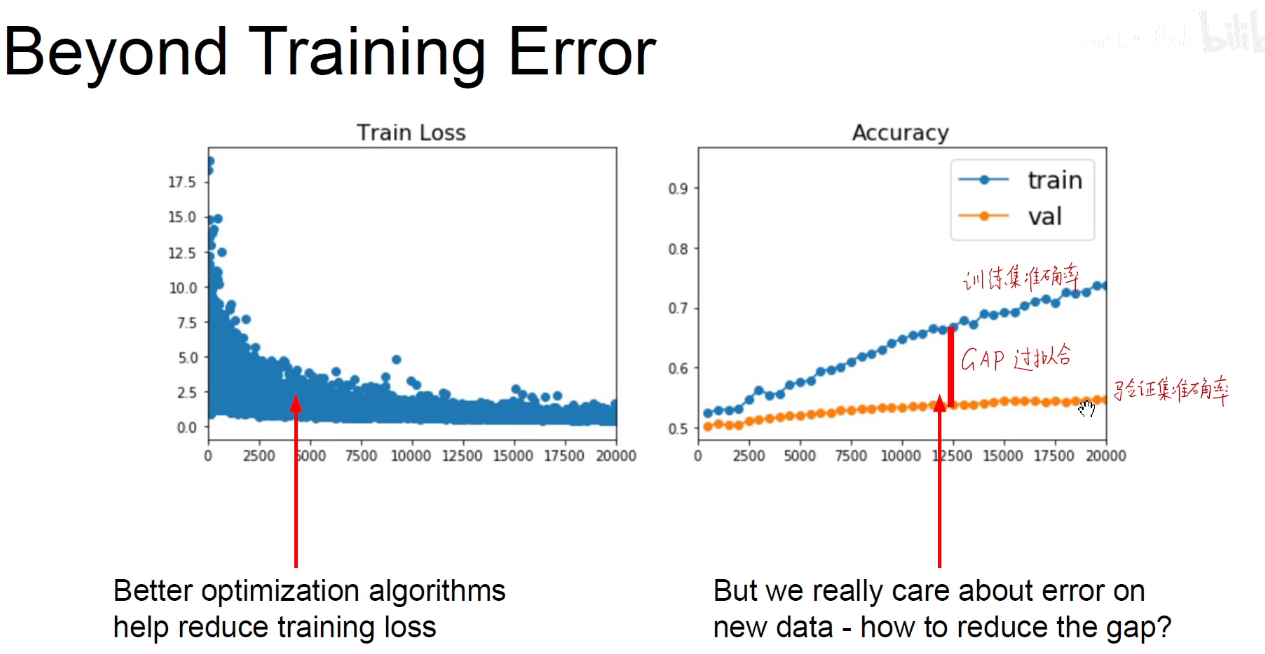 Beyond Training Error
bilibili
Train Loss
17.5
15.0
12.5
10.0
7.5
5.0
2.5
0.0
0 2500 5000 7500 10000 12500 15000 17500 20000
Accuracy
train
val
0.9
0.8
0.7
0.6
0.5
0 2500 5000 7500 10000 12500 15000 17500 20000
训练集准确率
GAP 过拟合
验证集准确率
Better optimization algorithms
help reduce training loss
But we really care about error on
new data - how to reduce the gap?